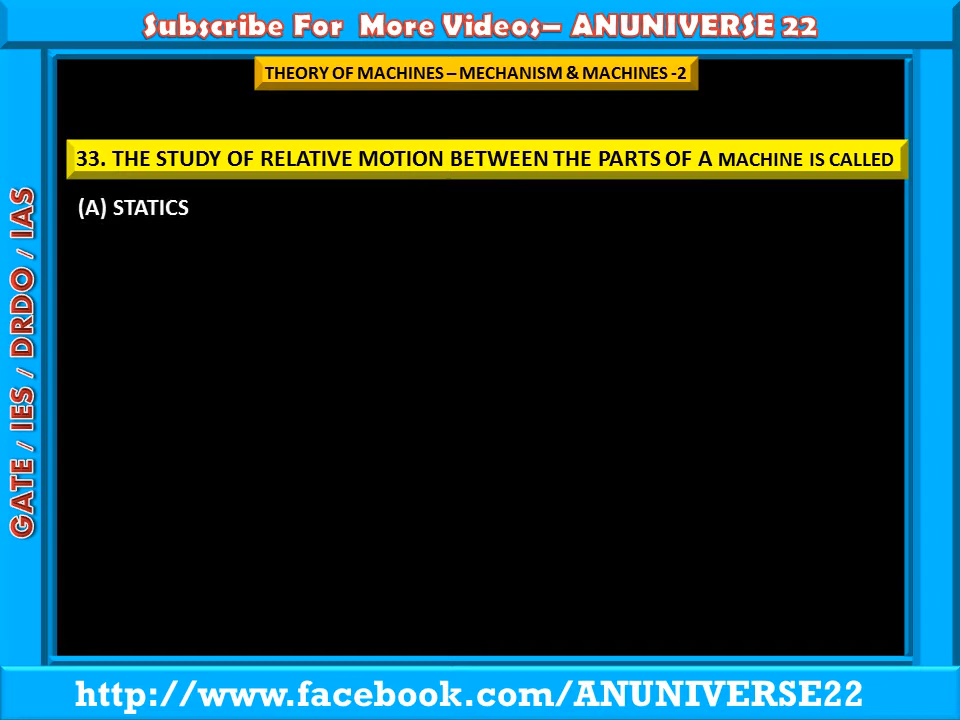 Subscribe For More Videos– ANUNIVERSE 22
THEORY OF MACHINES – MECHANISM & MACHINES -2
33. THE STUDY OF RELATIVE MOTION BETWEEN THE PARTS OF A MACHINE IS CALLED
(A) STATICS
GATE / IES / DRDO / IAS
http://www.facebook.com/ANUNIVERSE22